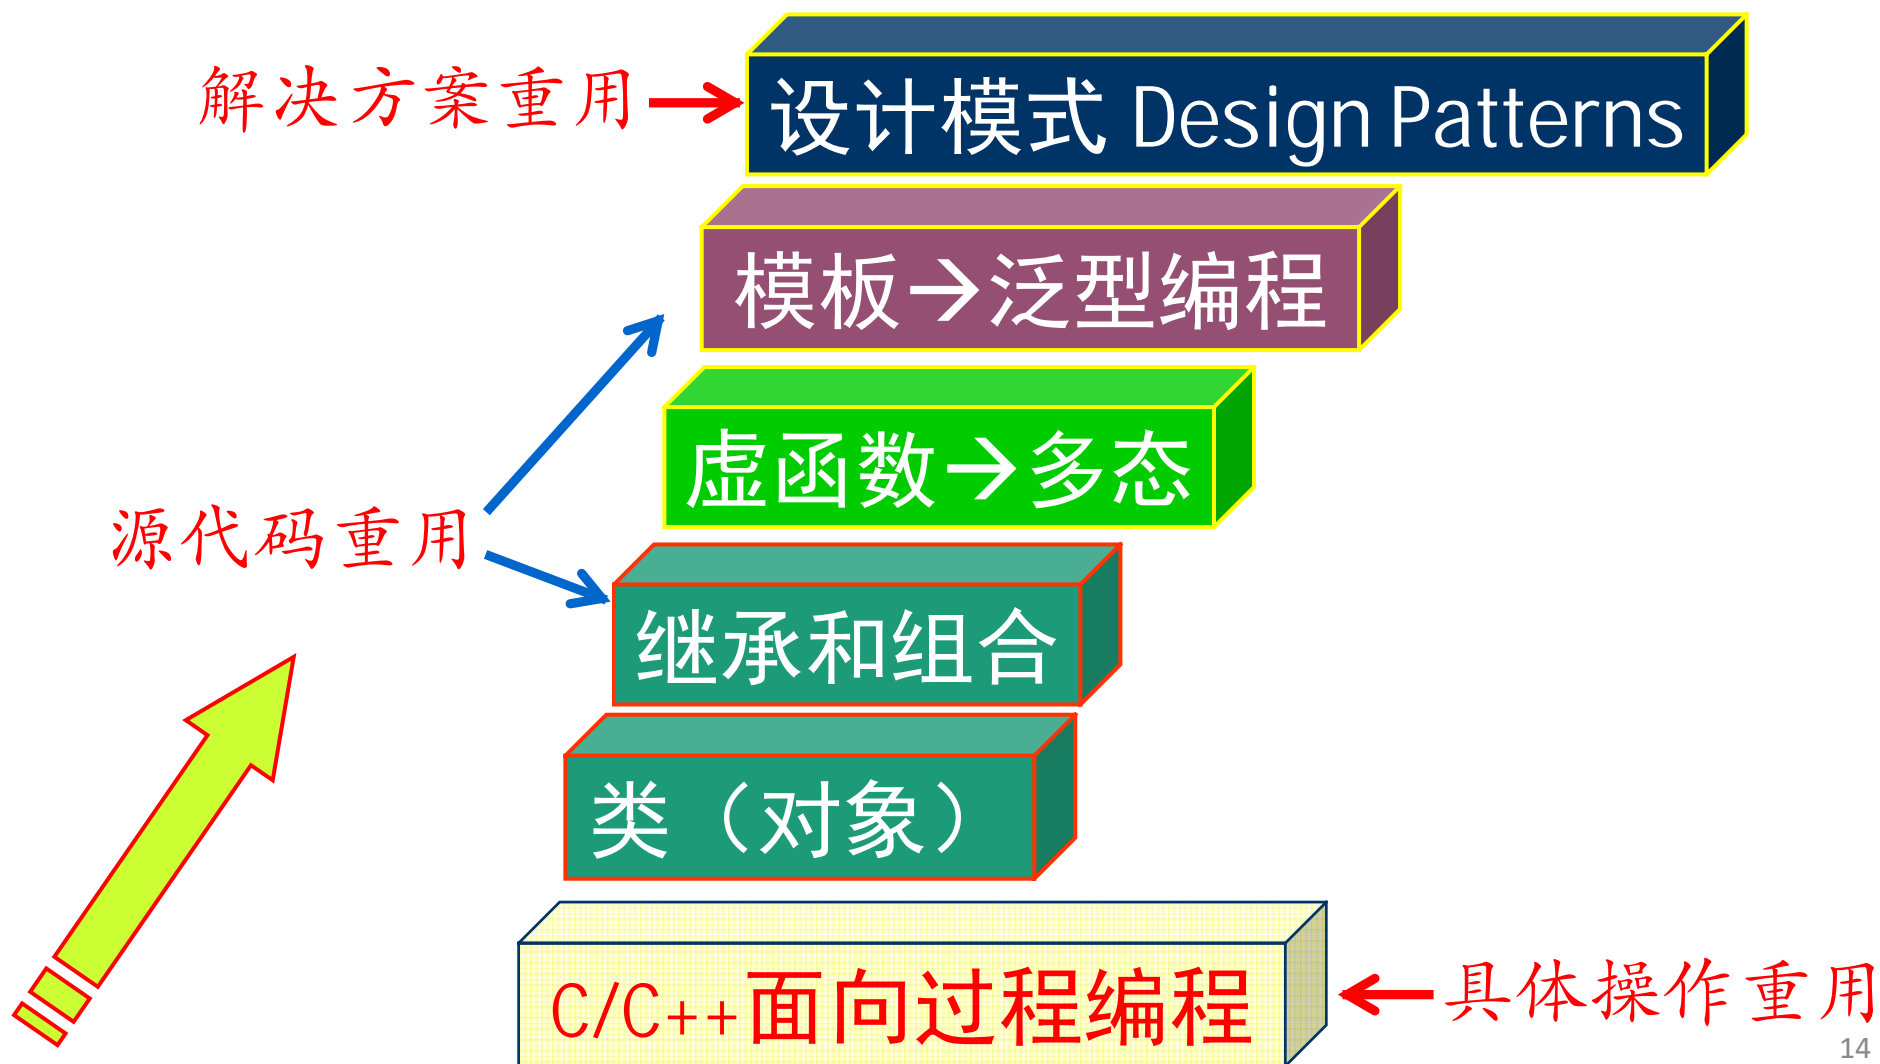 解决方案重用
设计模式 Design Patterns
模板→泛型编程
虚函数→多态
源代码重用
继承和组合
类（对象）
C/C++面向过程编程
具体操作重用
14